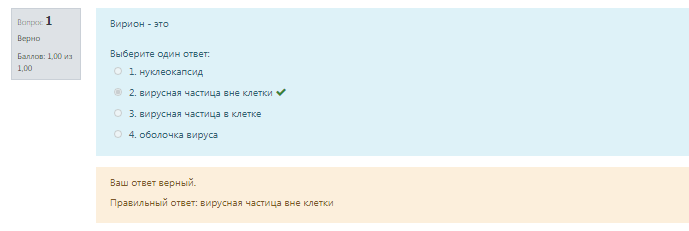 Вопрос 1
Верно
Баллов: 1,00 из
1,00
Вирион - это
Выберите один ответ:
1. нуклеокапсид
2. вирусная частица вне клетки
3. вирусная частица в клетке
4. оболочка вируса
Ваш ответ верный.
Правильный ответ: вирусная частица вне клетки